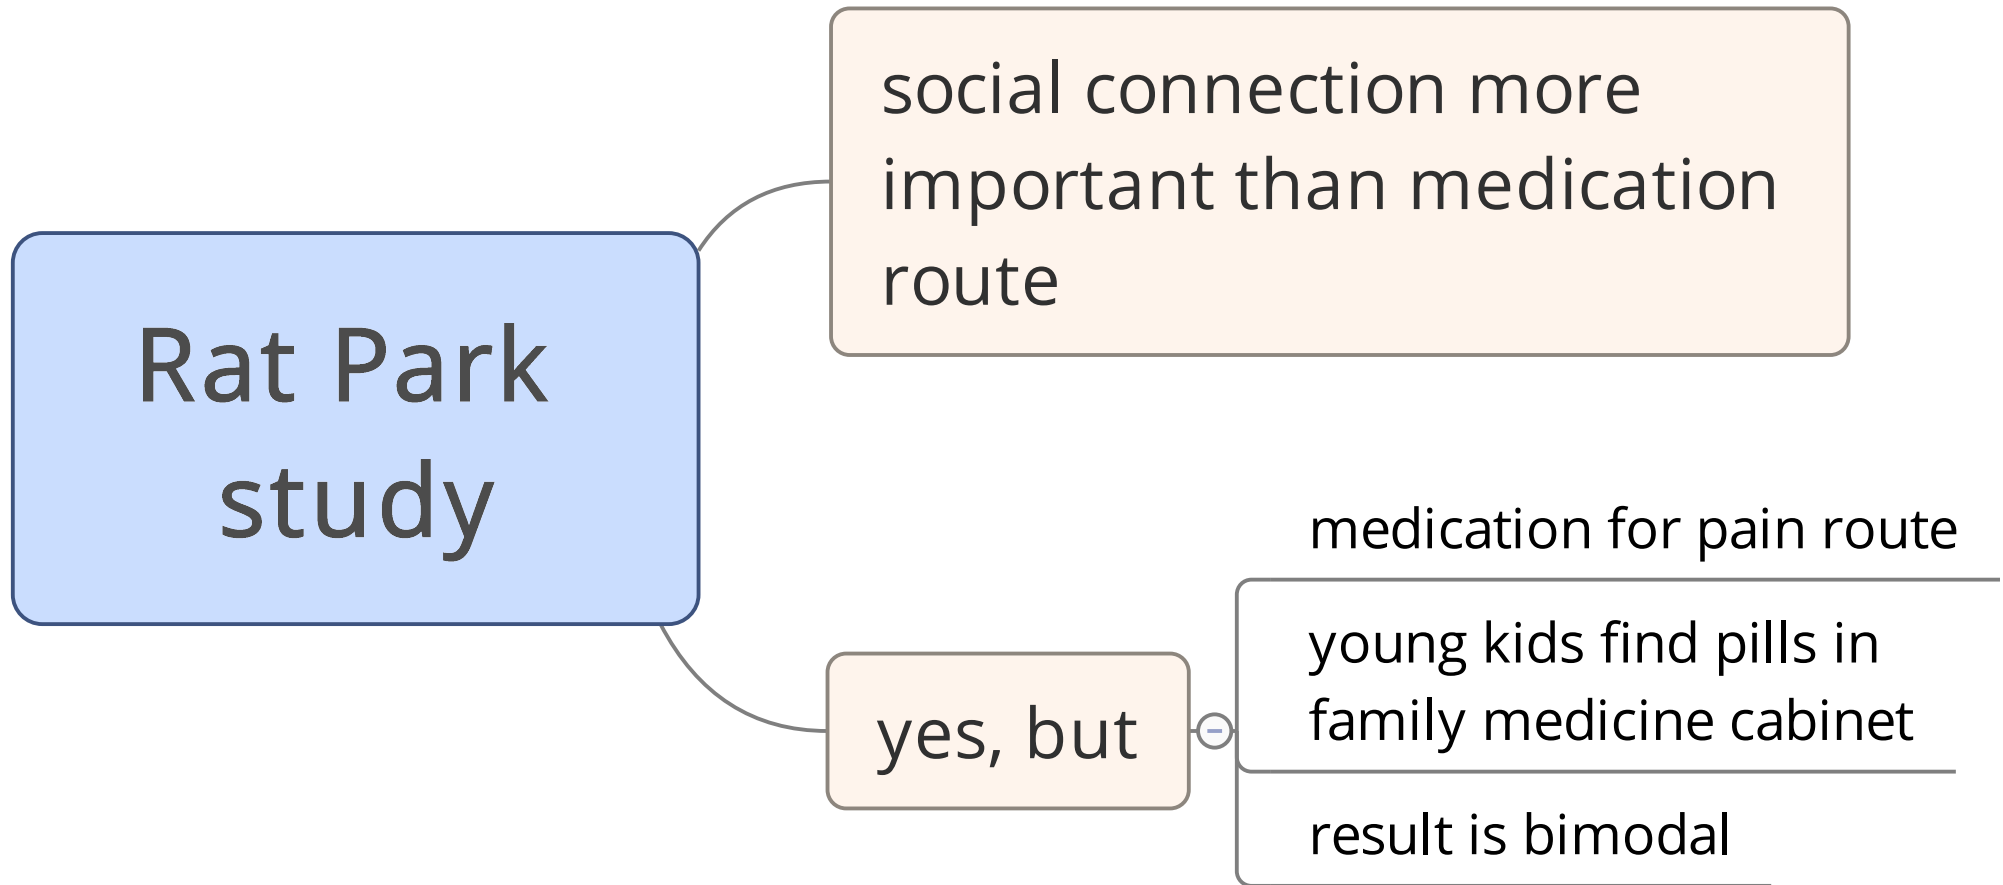 Rat Park
study
social connection more
important than medication
route
yes, but
medication for pain route
young kids find pills in
family medicine cabinet
result is bimodal